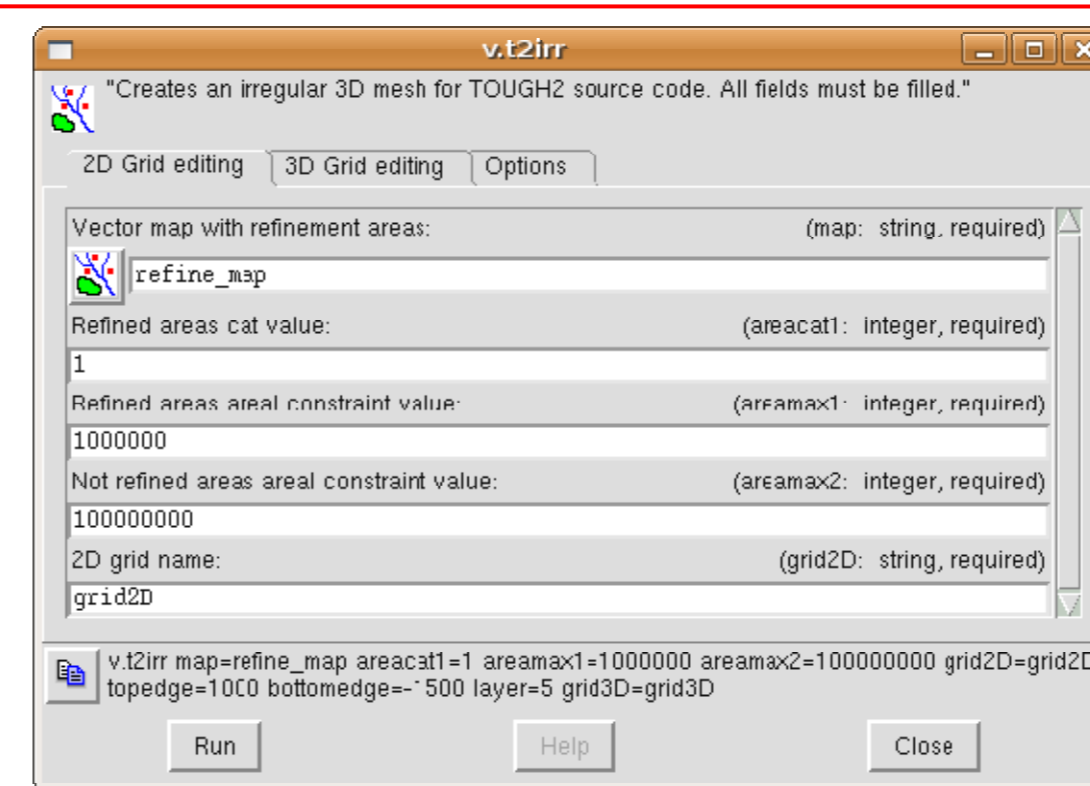 v.t2irr
"Creates an irregular 3D mesh for TOUGH2 source code. All fields must be filled."
2D Grid editing 3D Grid editing Options
Vector map with refinement areas: (map: string, required)
refine_map
Refined areas cat value: (areacat1: integer, required)
1
Refined areas areal constraint value: (areamax1: integer, required)
1000000
Not refined areas areal constraint value: (areamax2: integer, required)
100000000
2D grid name: (grid2D: string, required)
grid2D
v.t2irr map=refine_map areacat1=1 areamax1=1000000 areamax2=100000000 grid2D=grid2D
topedge=1000 bottomedge=-1500 layer=5 grid3D=grid3D
Run Help Close